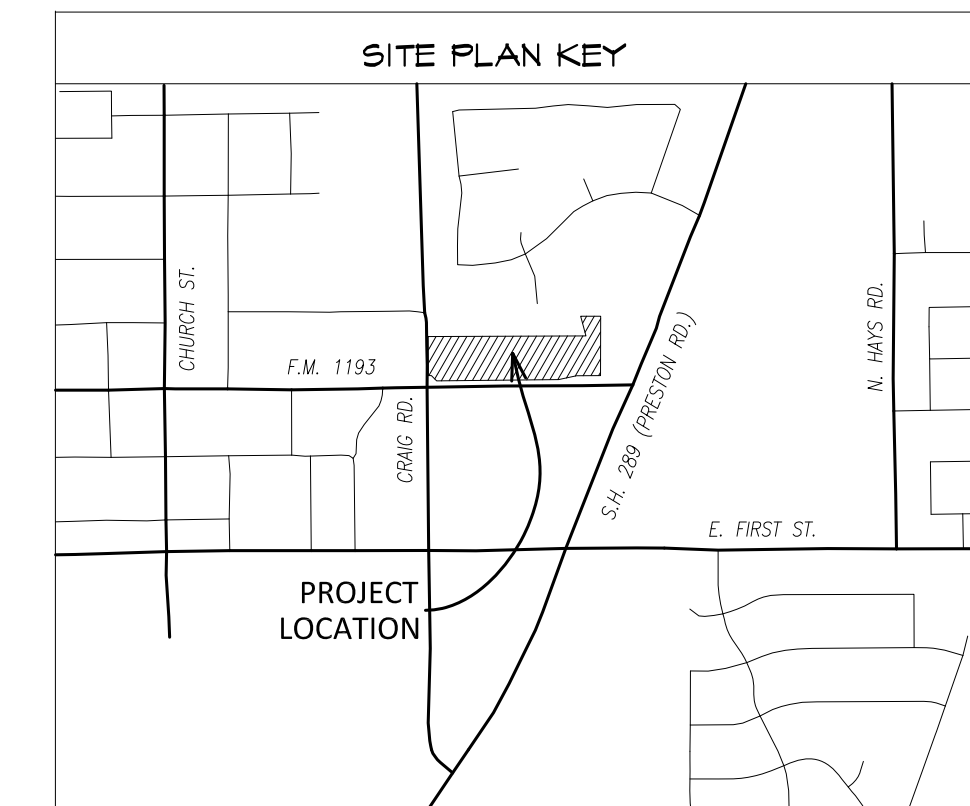 SITE PLAN KEY
CHURCH ST.
F.M. 1193
CRAIG RD.
S.H. 289 (PRESTON RD.)
N. HAYS RD.
E. FIRST ST.
PROJECT
LOCATION